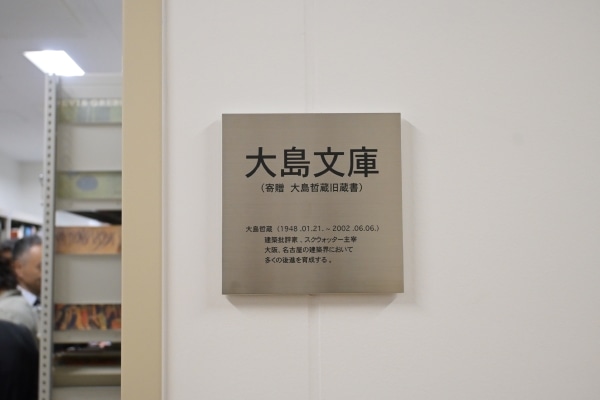 大島文庫
（寄贈 大島哲蔵旧蔵書）
大島哲蔵（1948.01.21.～2002.06.06.）
建築批評家．スクウォッター主宰
大阪．名古屋の建築界において
多くの後進を育成する。